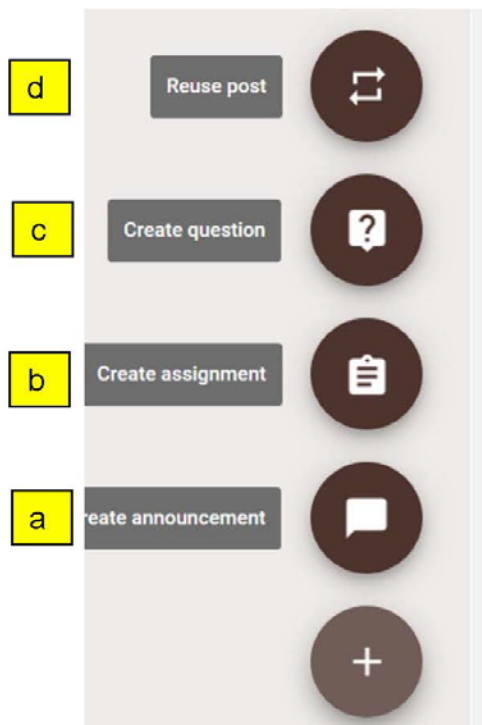 d
Reuse post
c
Create question
b
Create assignment
a
reate announcement